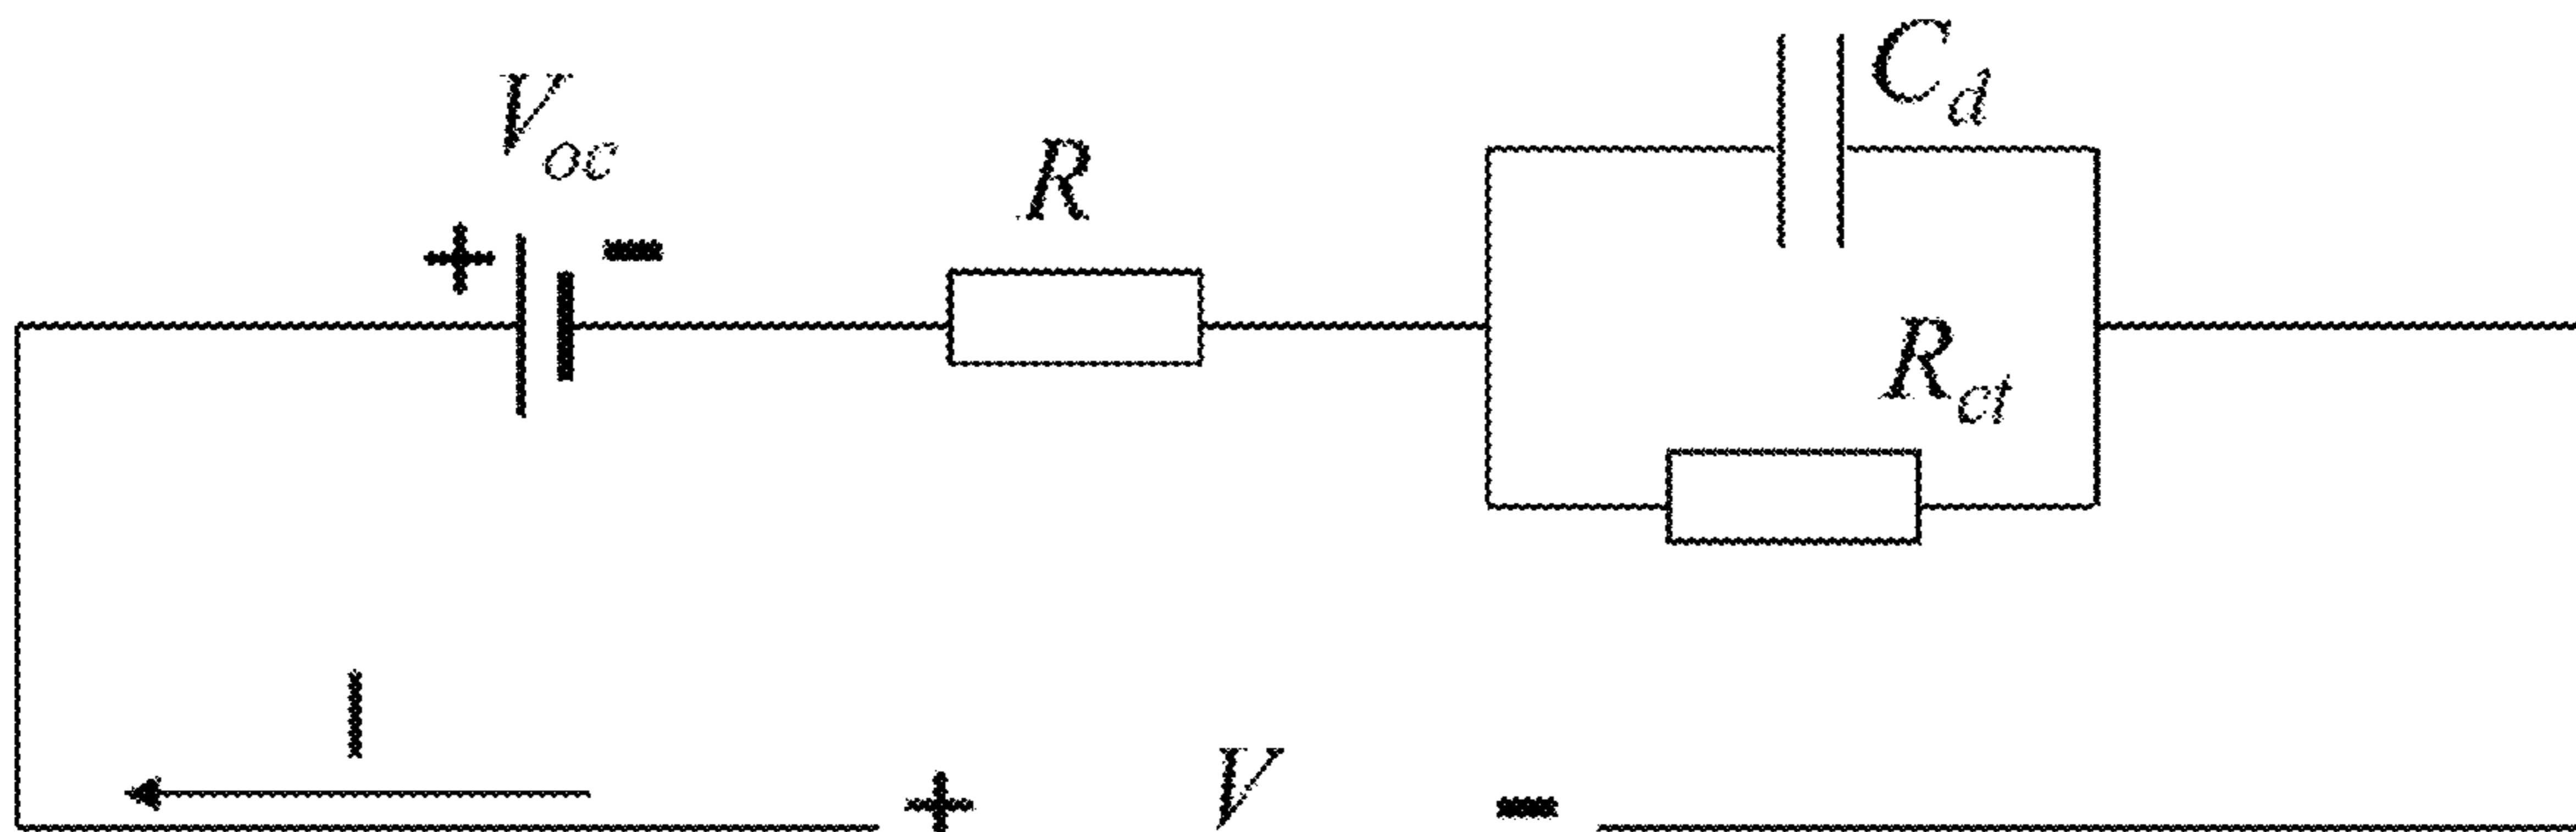 C_d
V_oc
R
+ -
R_ct
I
+ V -